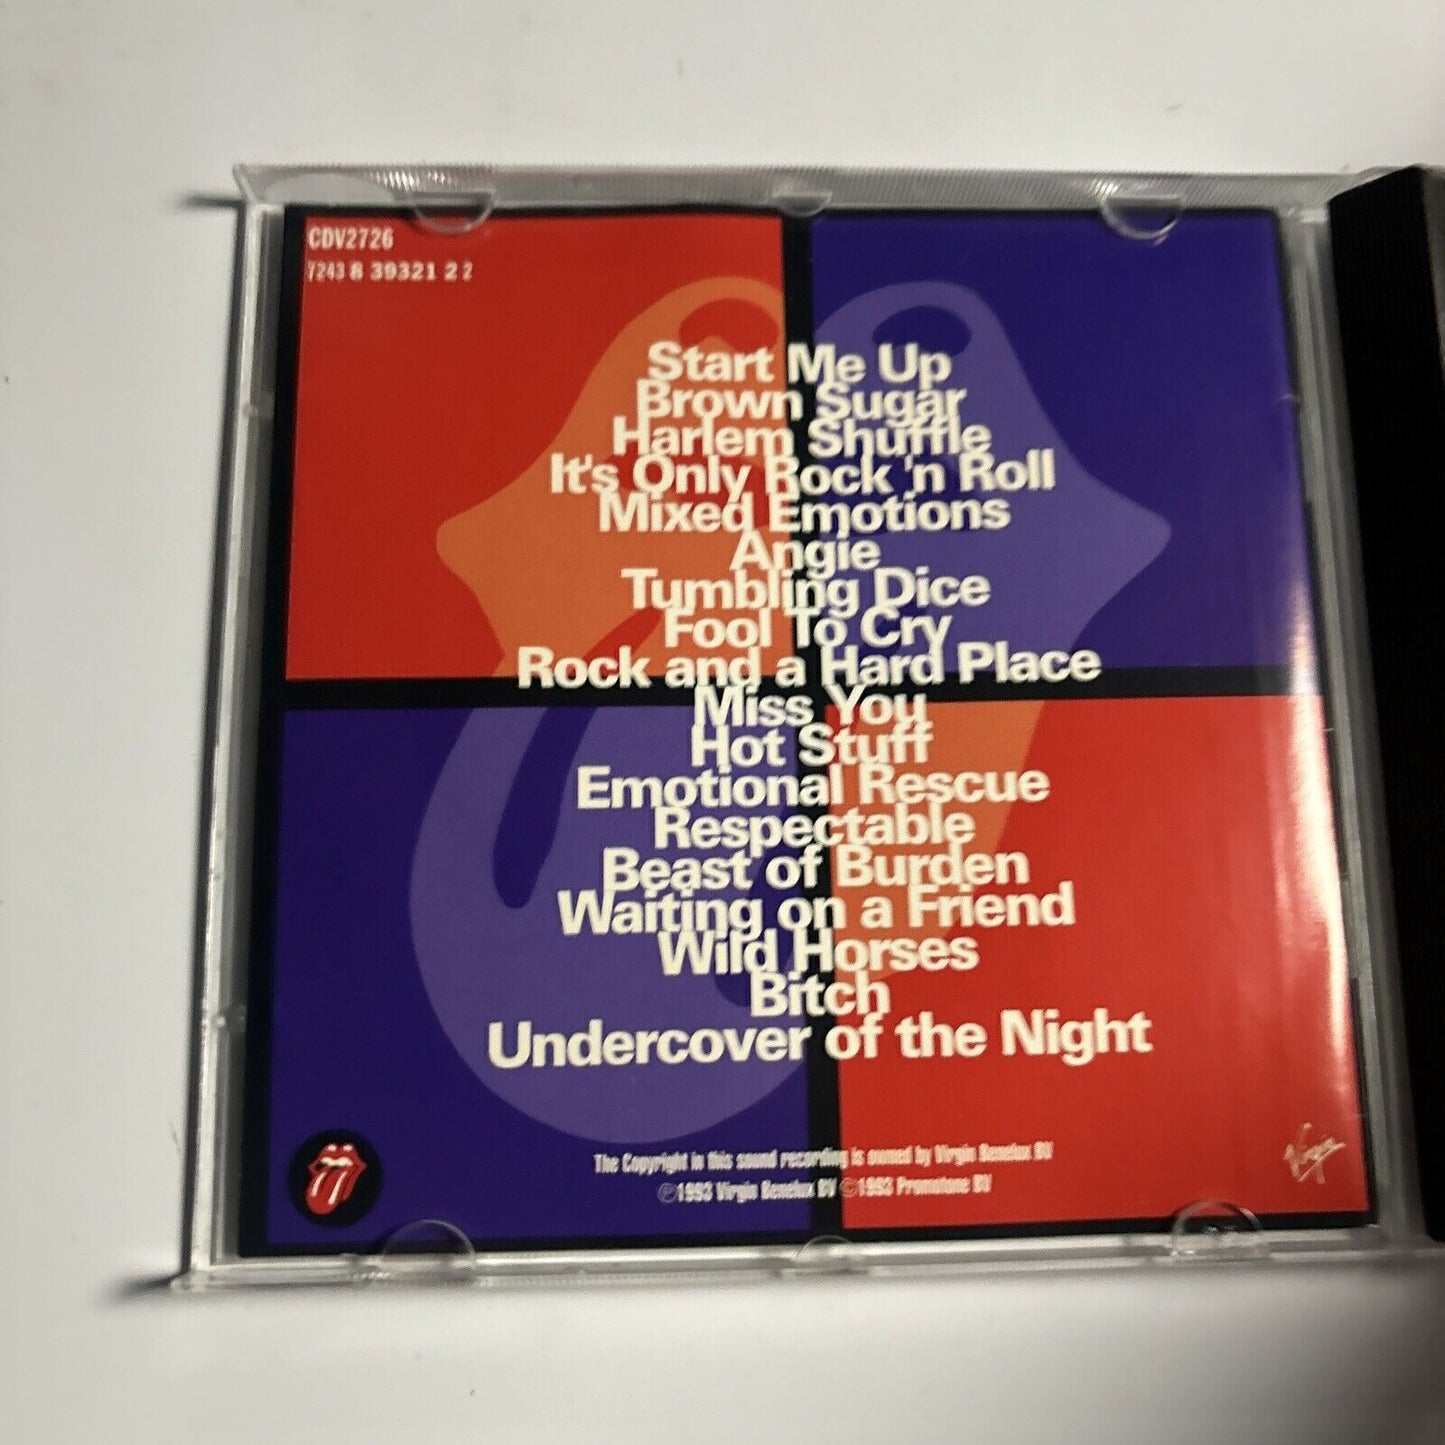 CDV2726
7243 8 39321 2 2
Start Me Up
Brown Sugar
Harlem Shuffle
It's Only Rock 'n Roll
Mixed Emotions
Angie
Tumbling Dice
Fool To Cry
Rock and a Hard Place
Miss You
Hot Stuff
Emotional Rescue
Respectable
Beast of Burden
Waiting on a Friend
Wild Horses
Bitch
Undercover of the Night
The Copyright in this sound recording is owned by Virgin Benelux BV
℗1993 Virgin Benelux BV ©1993 Promotone BV
Virgin